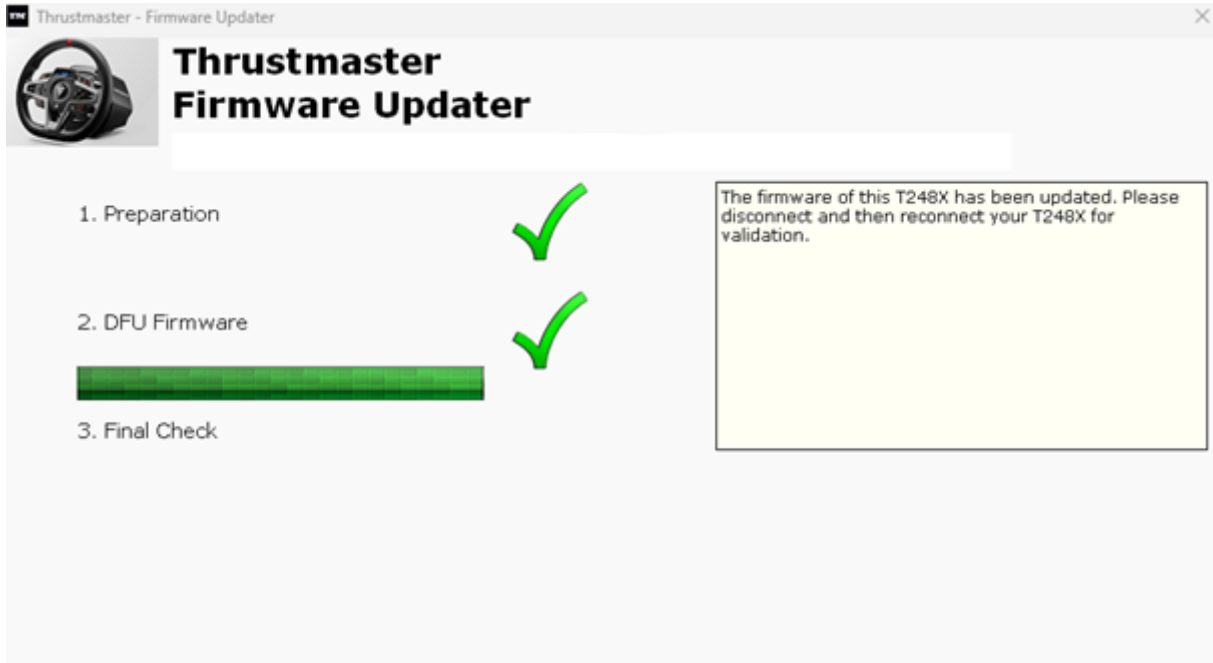 Thrustmaster - Firmware Updater
Thrustmaster
Firmware Updater
1. Preparation
2. DFU Firmware
3. Final Check
The firmware of this T248X has been updated. Please
disconnect and then reconnect your T248X for
validation.